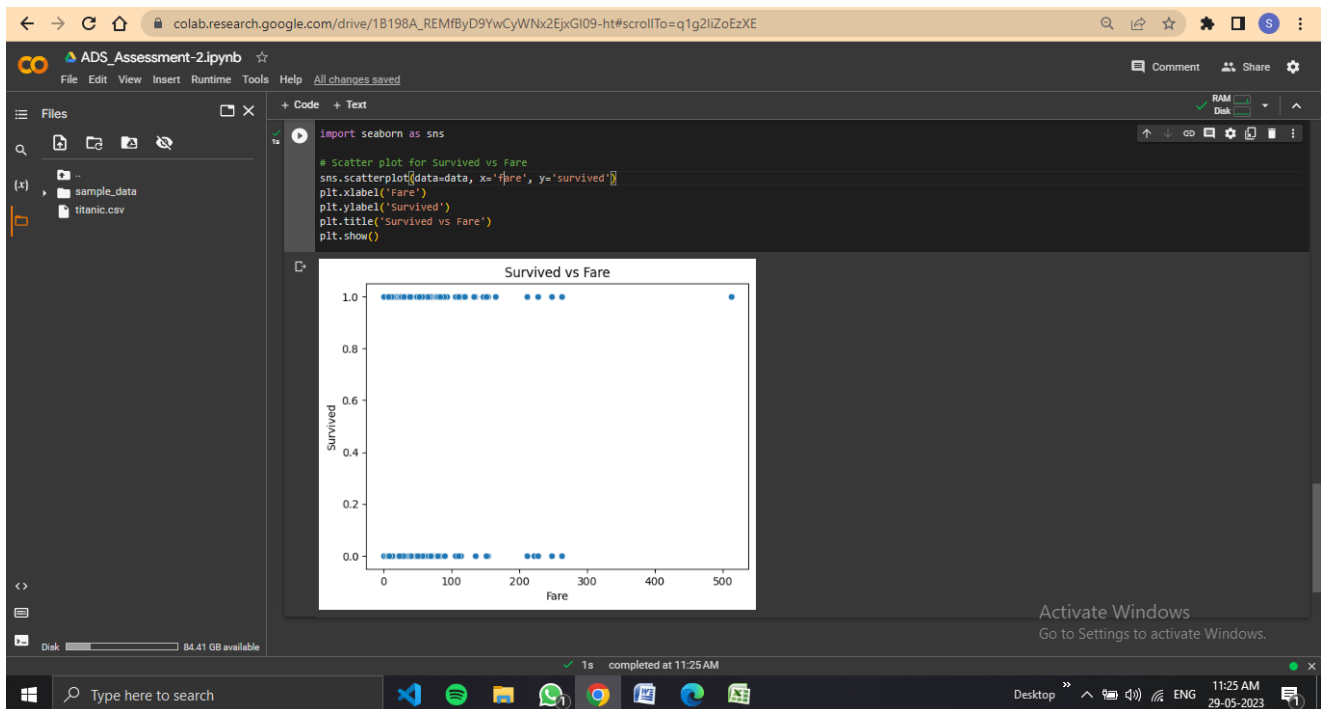 colab.research.google.com/drive/1B198A_REMfByD9YwCyWNx2EjxGI09-ht#scrollTo=q1g2IiZoEzXE
S
CO
ADS_Assessment-2.ipynb
File Edit View Insert Runtime Tools Help All changes saved
Comment Share
Files
+ Code + Text
RAM
Disk
1s
import seaborn as sns
# Scatter plot for Survived vs Fare
sns.scatterplot(data=data, x='fare', y='survived')
plt.xlabel('Fare')
plt.ylabel('Survived')
plt.title('Survived vs Fare')
plt.show()
{x}
..
sample_data
titanic.csv
Survived vs Fare
1.0
0.8
0.6
0.4
0.2
0.0
Survived
0 100 200 300 400 500
Fare
Activate Windows
Go to Settings to activate Windows.
Disk 84.41 GB available
1s completed at 11:25 AM
Type here to search
1
Desktop » ENG
11:25 AM
29-05-2023
1